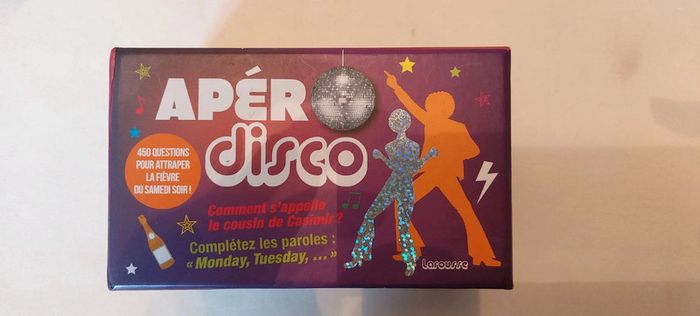 APÉR
disco
450 QUESTIONS
POUR ATTRAPER
LA FIÈVRE
DU SAMEDI SOIR !
Comment s'appelle
le cousin de Casimir ?
Complétez les paroles :
« Monday, Tuesday, ... »
Larousse